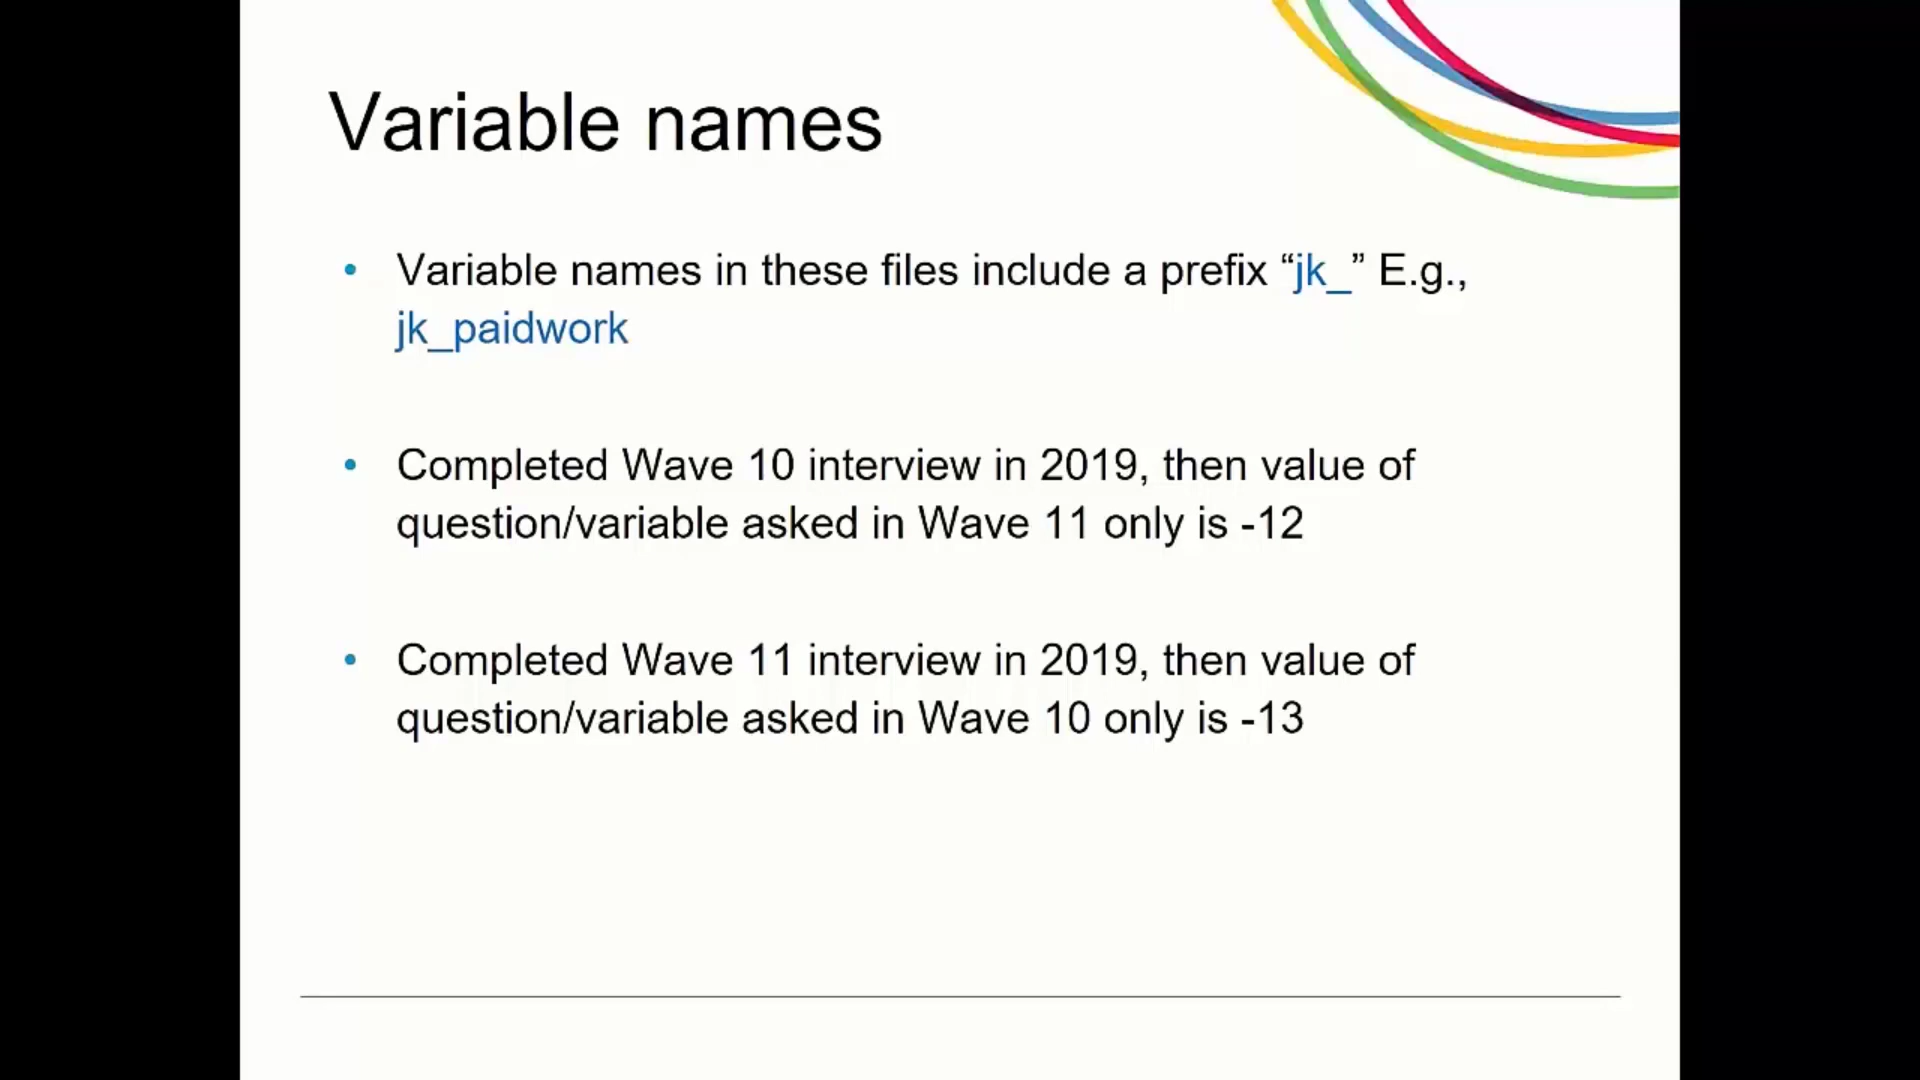 Variable names
• Variable names in these files include a prefix “jk_” E.g.,
jk_paidwork
• Completed Wave 10 interview in 2019, then value of
question/variable asked in Wave 11 only is -12
• Completed Wave 11 interview in 2019, then value of
question/variable asked in Wave 10 only is -13